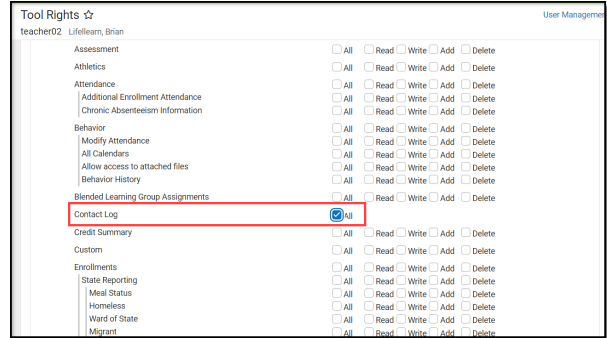 Tool Rights ☆ User Managemen
teacher02 Lifellearn, Brian
Assessment All Read Write Add Delete
Athletics All Read Write Add Delete
Attendance All Read Write Add Delete
Additional Enrollment Attendance All Read Write Add Delete
Chronic Absenteeism Information All Read Write Add Delete
Behavior All Read Write Add Delete
Modify Attendance All Read Write Add Delete
All Calendars All Read Write Add Delete
Allow access to attached files All Read Write Add Delete
Behavior History All Read Write Add Delete
Blended Learning Group Assignments All Read Write Add Delete
Contact Log All
Credit Summary All Read Write Add Delete
Custom All Read Write Add Delete
Enrollments All Read Write Add Delete
State Reporting All Read Write Add Delete
Meal Status All Read Write Add Delete
Homeless All Read Write Add Delete
Ward of State All Read Write Add Delete
Migrant All Read Write Add Delete